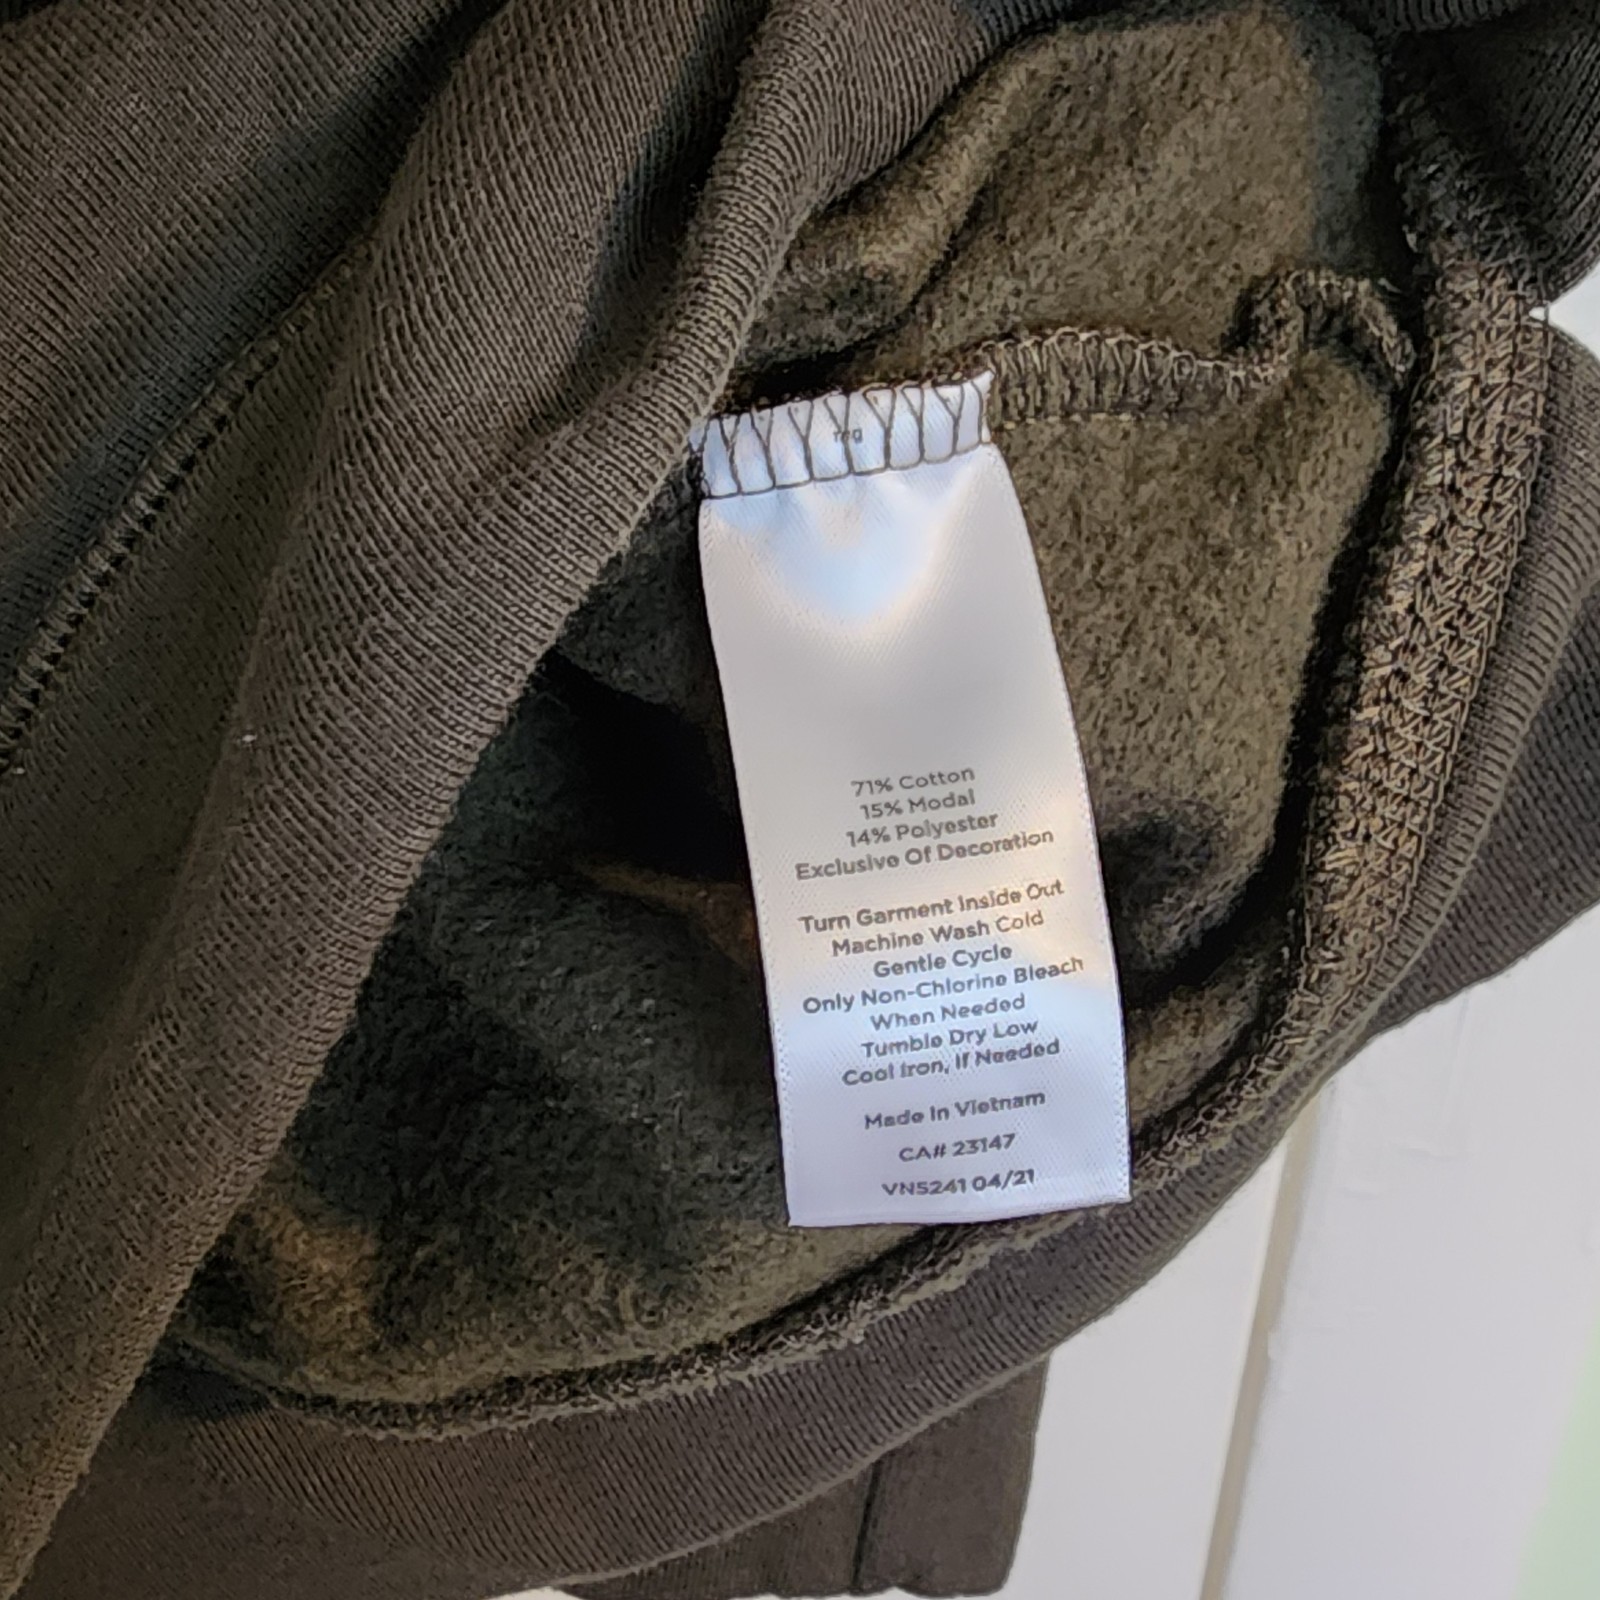 71% Cotton
15% Modal
14% Polyester
Exclusive Of Decoration
Turn Garment Inside Out
Machine Wash Cold
Gentle Cycle
Only Non-Chlorine Bleach
When Needed
Tumble Dry Low
Cool Iron, If Needed
Made In Vietnam
CA# 23147
VN5241 04/21